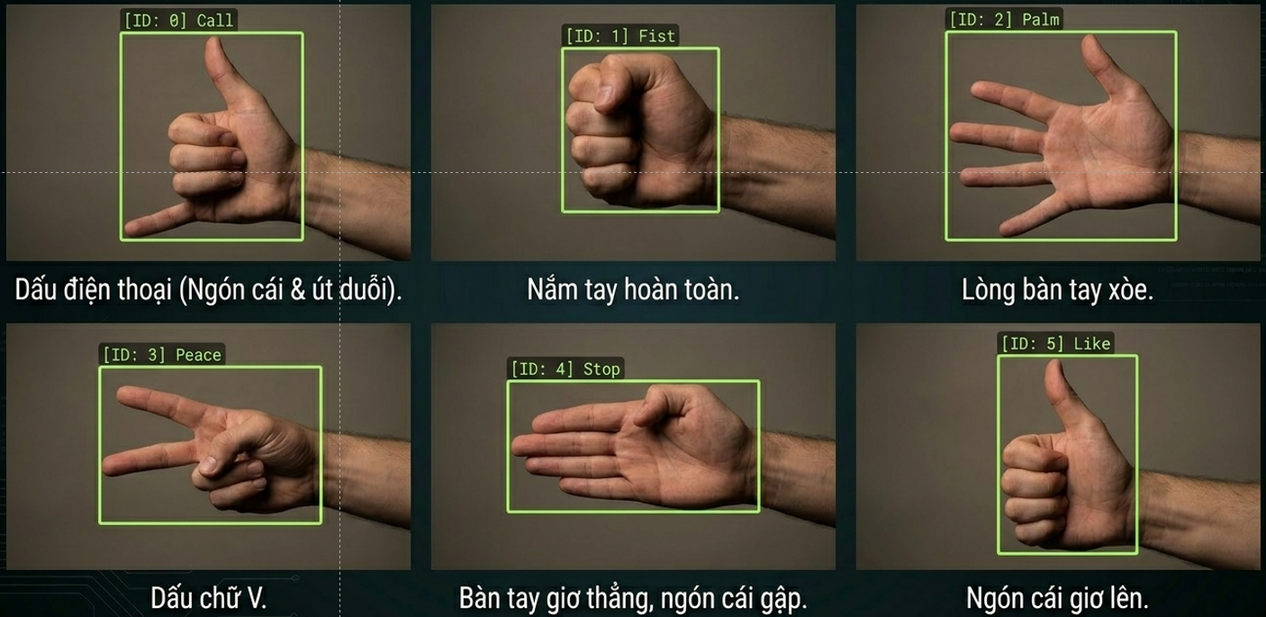 [ID: 0] Call
[ID: 1] Fist
[ID: 2] Palm
Dấu điện thoại (Ngón cái & út duỗi).
Nắm tay hoàn toàn.
Lòng bàn tay xòe.
[ID: 3] Peace
[ID: 4] Stop
[ID: 5] Like
Dấu chữ V.
Bàn tay giơ thẳng, ngón cái gập.
Ngón cái giơ lên.